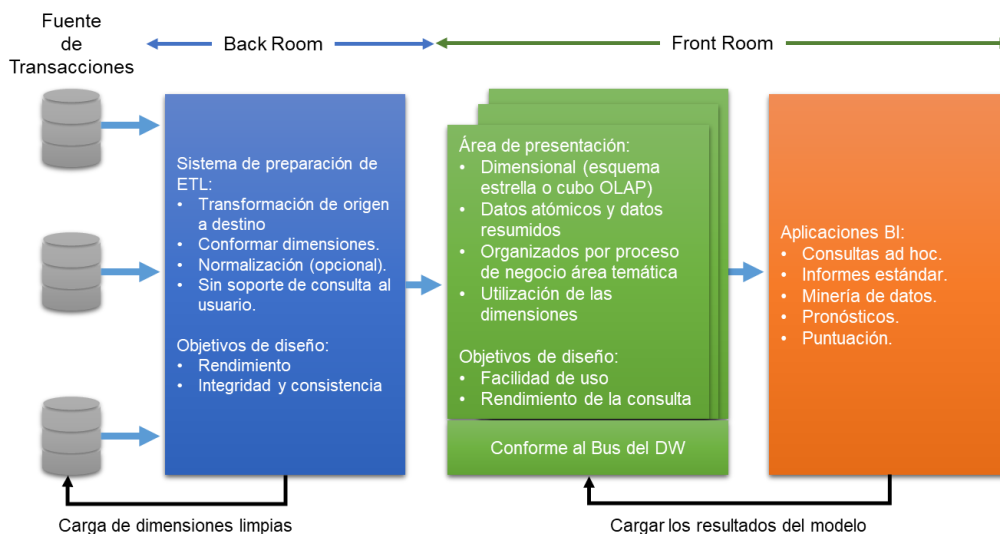 Fuente
de
Transacciones
Back Room
Front Room
Sistema de preparación de
ETL:
• Transformación de origen
a destino
• Conformar dimensiones.
• Normalización (opcional).
• Sin soporte de consulta al
usuario.
Objetivos de diseño:
• Rendimiento
• Integridad y consistencia
Área de presentación:
• Dimensional (esquema
estrella o cubo OLAP)
• Datos atómicos y datos
resumidos
• Organizados por proceso
de negocio área temática
• Utilización de las
dimensiones
Objetivos de diseño:
• Facilidad de uso
• Rendimiento de la consulta
Conforme al Bus del DW
Aplicaciones BI:
• Consultas ad hoc.
• Informes estándar.
• Minería de datos.
• Pronósticos.
• Puntuación.
Carga de dimensiones limpias
Cargar los resultados del modelo